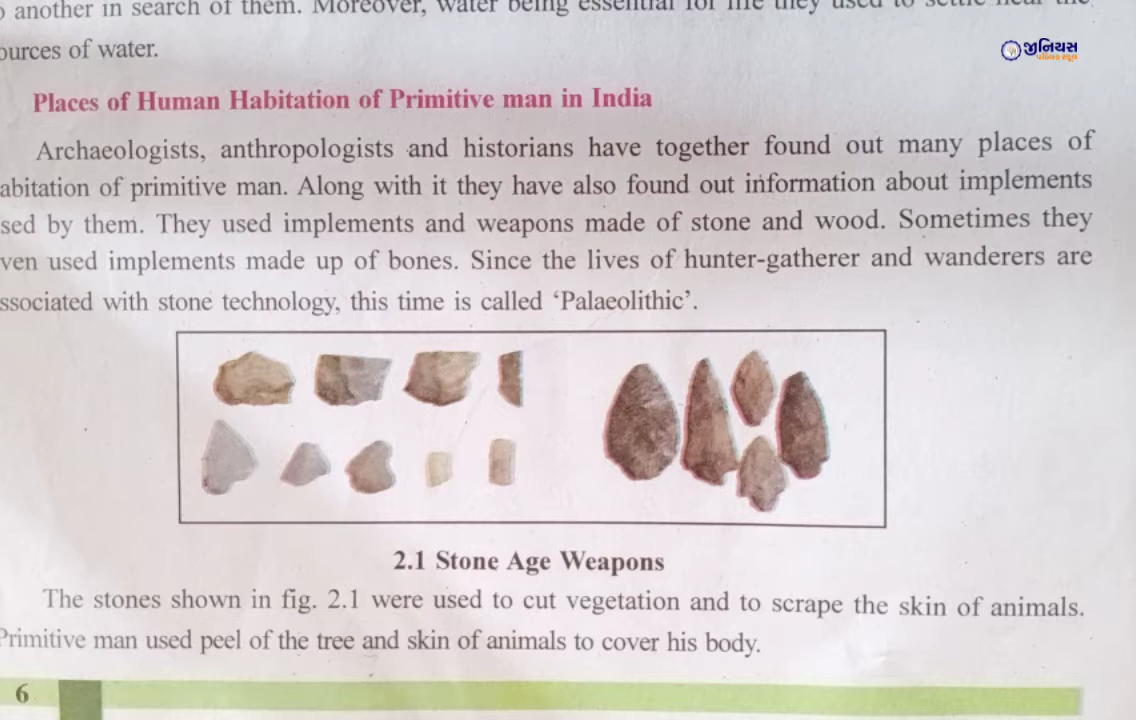 another in search of them. Moreover, water being essential for life they used to settle near the
ources of water.
જીનિયસ
પબ્લિક સ્કૂલ
Places of Human Habitation of Primitive man in India
Archaeologists, anthropologists and historians have together found out many places of
abitation of primitive man. Along with it they have also found out information about implements
sed by them. They used implements and weapons made of stone and wood. Sometimes they
ven used implements made up of bones. Since the lives of hunter-gatherer and wanderers are
ssociated with stone technology, this time is called ‘Palaeolithic’.
2.1 Stone Age Weapons
The stones shown in fig. 2.1 were used to cut vegetation and to scrape the skin of animals.
Primitive man used peel of the tree and skin of animals to cover his body.
6